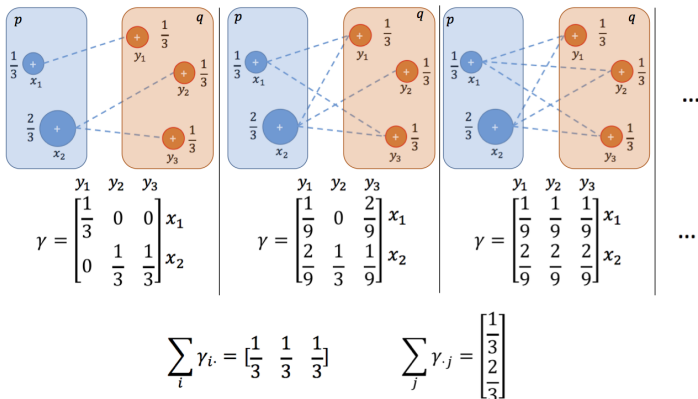 p q p q p q
1/3 + x₁ + y₁ 1/3 + y₂ 1/3 2/3 + x₂ + y₃ 1/3
1/3 + x₁ + y₁ 1/3 + y₂ 1/3 2/3 + x₂ + y₃ 1/3
1/3 + x₁ + y₁ 1/3 + y₂ 1/3 2/3 + x₂ + y₃ 1/3
...
y₁ y₂ y₃
γ = [1/3 0 0] x₁
[0 1/3 1/3] x₂
y₁ y₂ y₃
γ = [1/9 0 2/9] x₁
[2/9 1/3 1/9] x₂
y₁ y₂ y₃
γ = [1/9 1/9 1/9] x₁
[2/9 2/9 2/9] x₂
...
∑ᵢ γᵢ. = [1/3 1/3 1/3]
∑ⱼ γ.ⱼ = [1/3
2/3]